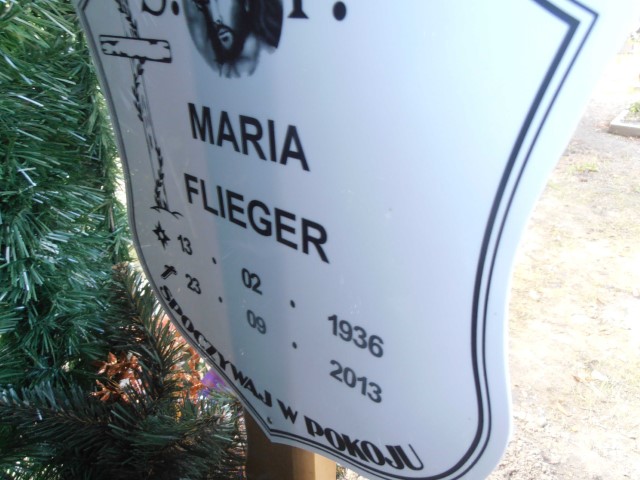 Ś. P.
MARIA
FLIEGER
13 . 02 . 1936
23 . 09 . 2013
SPOCZYWAJ W POKOJU